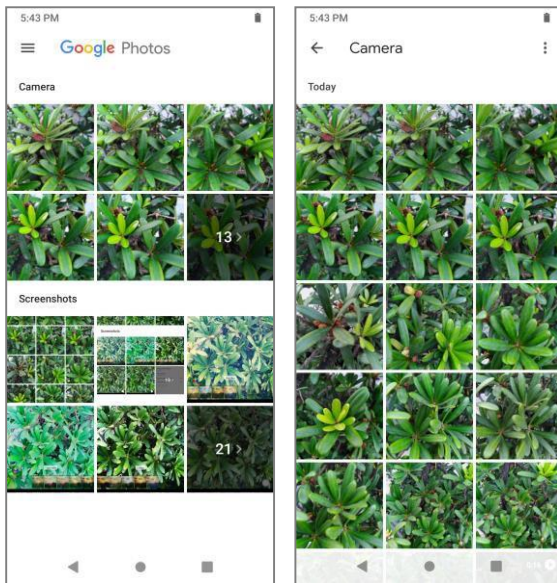 5:43 PM
Google Photos
Camera
13 >
Screenshots
21 >
5:43 PM
Camera
Today